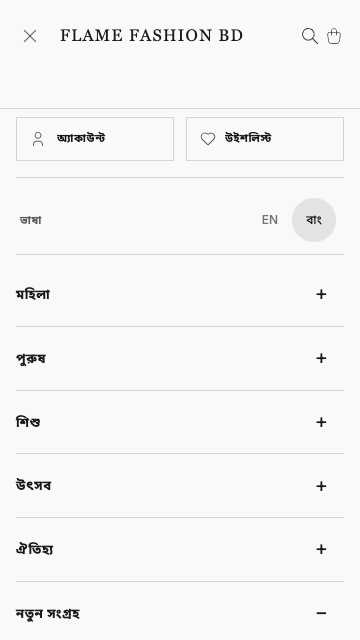 FLAME FASHION BD
অ্যাকাউন্ট
উইশলিস্ট
ভাষা EN বাং
মহিলা +
পুরুষ +
শিশু +
উৎসব +
ঐতিহ্য +
নতুন সংগ্রহ −